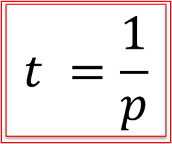 t = 1/p